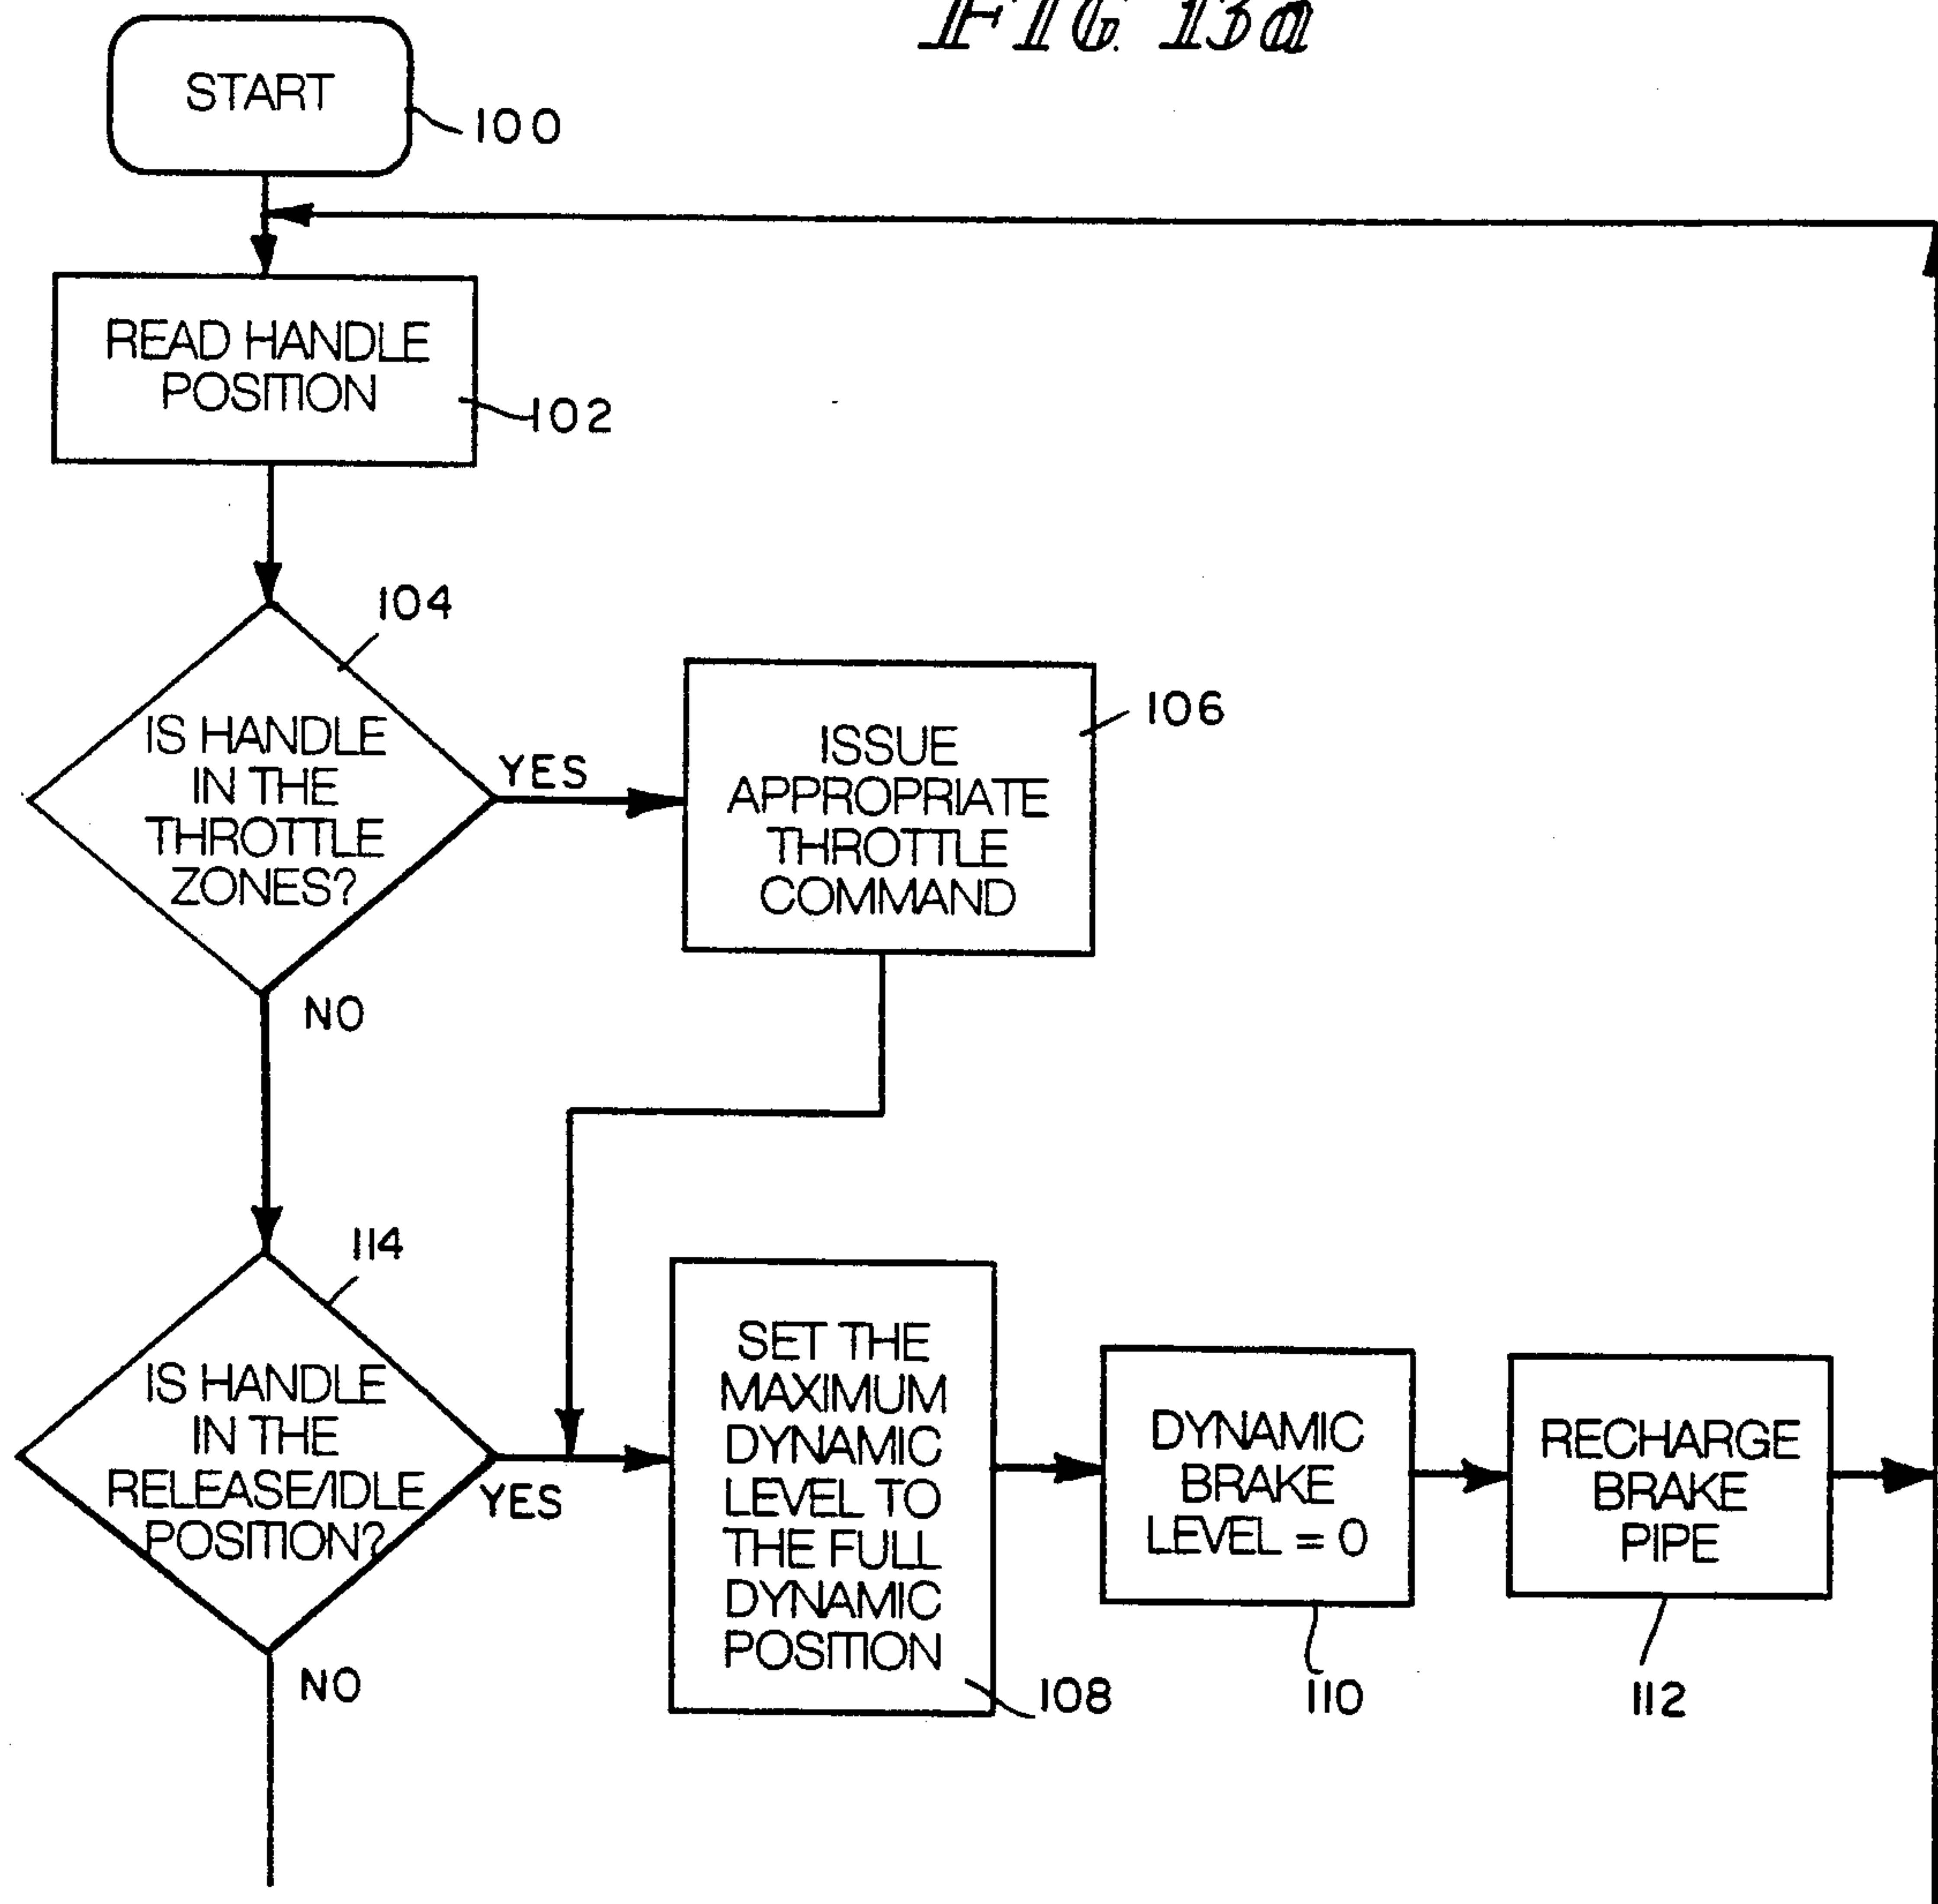 FIG. 13a
START
100
READ HANDLE
POSITION
102
104
IS HANDLE
IN THE
THROTTLE
ZONES?
YES
NO
ISSUE
APPROPRIATE
THROTTLE
COMMAND
106
114
IS HANDLE
IN THE
RELEASE/IDLE
POSITION?
YES
NO
SET THE
MAXIMUM
DYNAMIC
LEVEL TO
THE FULL
DYNAMIC
POSITION
108
DYNAMIC
BRAKE
LEVEL = 0
110
RECHARGE
BRAKE
PIPE
112